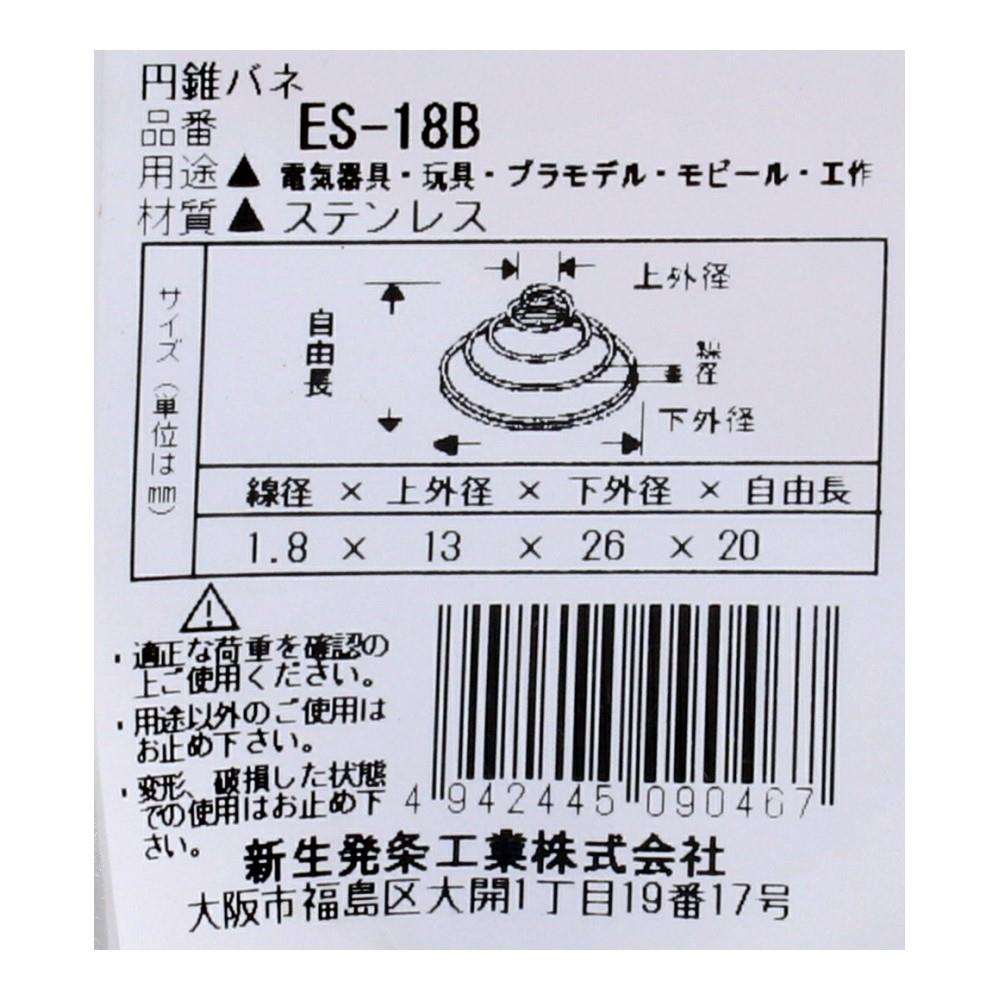 円錐バネ
品番 ES-18B
用途▲ 電気器具・玩具・プラモデル・モビール・工作
材質▲ ステンレス
サイズ（単位はmm）
上外径
自由長
線径
下外径
線径 × 上外径 × 下外径 × 自由長
1.8 × 13 × 26 × 20
・適正な荷重を確認の
上ご使用ください。
・用途以外のご使用は
お止め下さい。
・変形、破損した状態
での使用はお止め下
さい。
4 942445 090467
新生発条工業株式会社
大阪市福島区大開1丁目19番17号